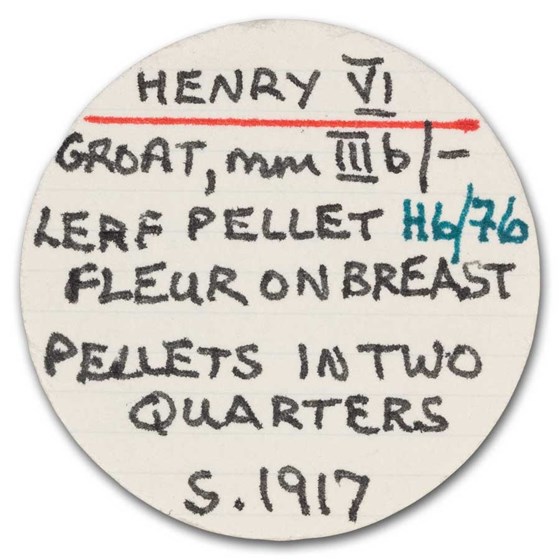 HENRY VI
GROAT, mm IIIb/-
LEAF PELLET H6/76
FLEUR ON BREAST
PELLETS IN TWO
QUARTERS
S. 1917